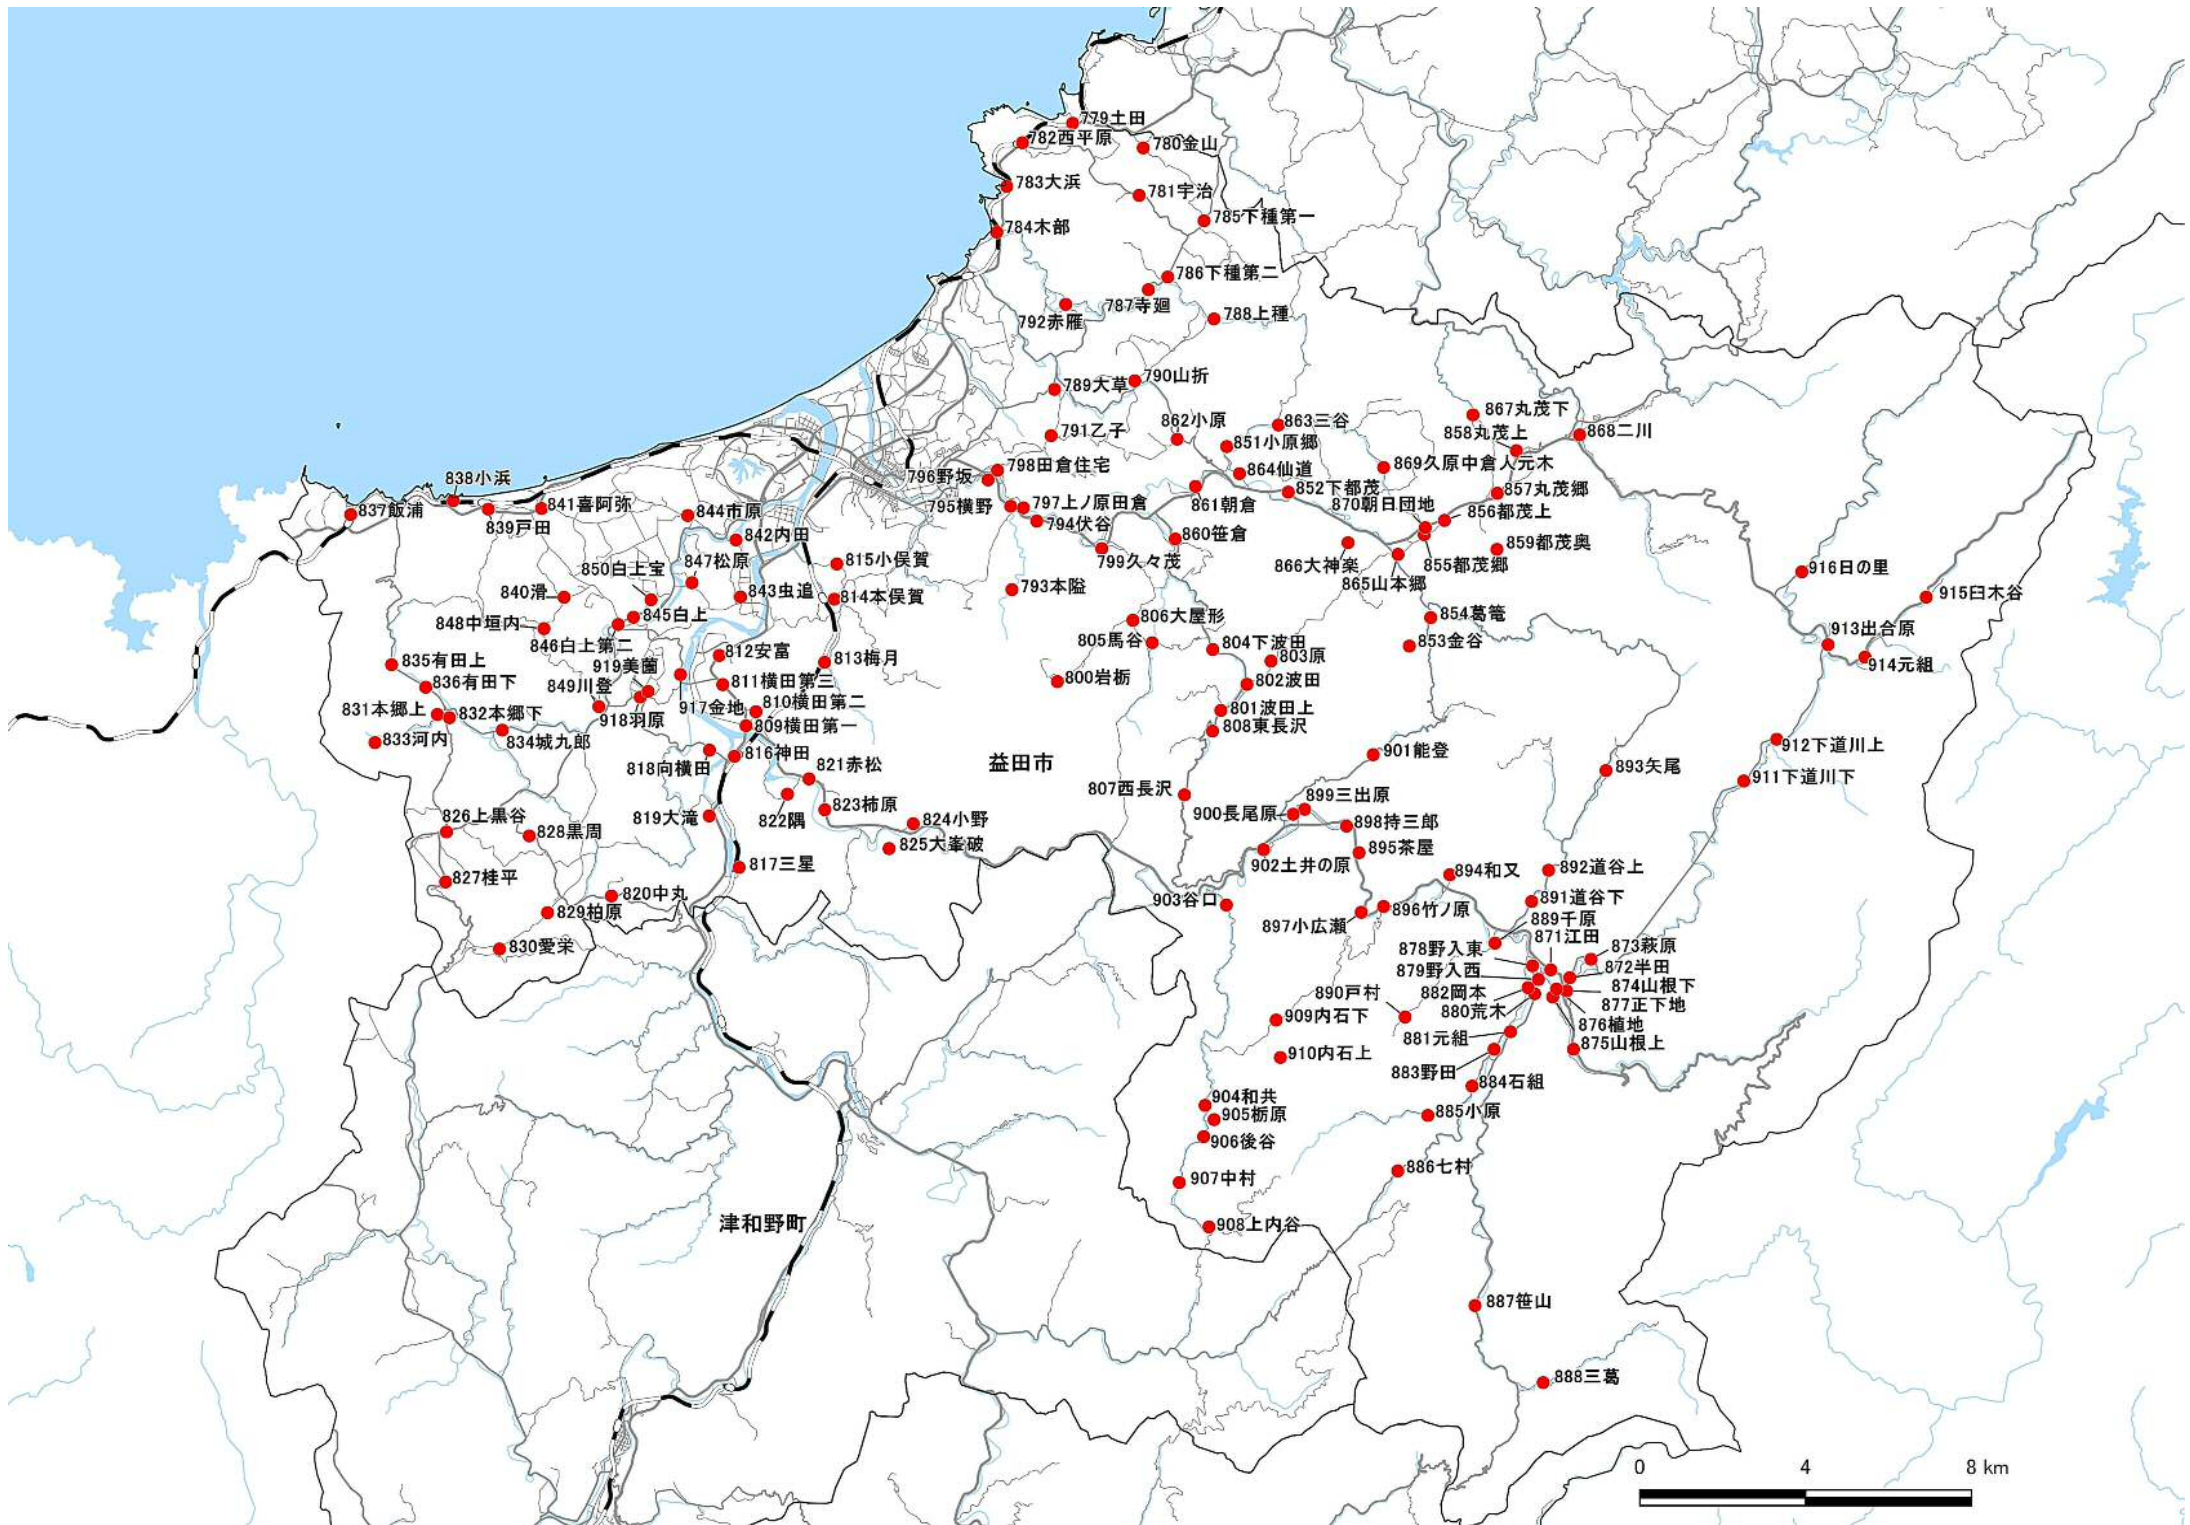 779土田
782西平原
780金山
783大浜
781宇治
785下種第一
784木部
786下種第二
787寺廻
792赤雁
788上種
789大草
790山折
862小原
863三谷
867丸茂下
791乙子
851小原郷
858丸茂上
868二川
798田倉住宅
796野坂
864仙道
869久原中倉人元木
838小浜
852下都茂
857丸茂郷
837飯浦
839戸田
841喜阿弥
844市原
795横野
797上ノ原田倉
861朝倉
870朝日団地
856都茂上
794伏谷
842内田
860笹倉
859都茂奥
799久々茂
866大神楽
855都茂郷
847松原
815小俣賀
850白上宝
865山本郷
916日の里
840滑
843虫追
814本俣賀
793本隘
915臼木谷
848中垣内
845白上
806大屋形
854葛篭
846白上第二
805馬谷
804下波田
853金谷
913出合原
812安富
813梅月
803原
914元組
835有田上
919美菌
836有田下
849川登
811横田第三
800岩栃
802波田
831本郷上
832本郷下
918羽原
917金地
810横田第二
801波田上
809横田第一
808東長沢
833河内
834城九郎
816神田
益田市
901能登
912下道川上
818向横田
821赤松
893矢尾
911下道川下
807西長沢
822隅
823柿原
899三出原
900長尾原
826上黒谷
828黒周
819大滝
824小野
898持三郎
825大峯破
895茶屋
902土井の原
817三星
894和又
892道谷上
827桂平
820中丸
903谷口
896竹ノ原
891道谷下
829柏原
897小広瀬
889千原
830愛栄
871江田
878野入東
873萩原
879野入西
872半田
890戸村
882岡本
874山根下
880荒木
877正下地
909内石下
876植地
881元組
875山根上
910内石上
883野田
884石組
904和共
905栃原
885小原
906後谷
886七村
907中村
津和野町
908上内谷
887笹山
888三葛
0 4 8 km